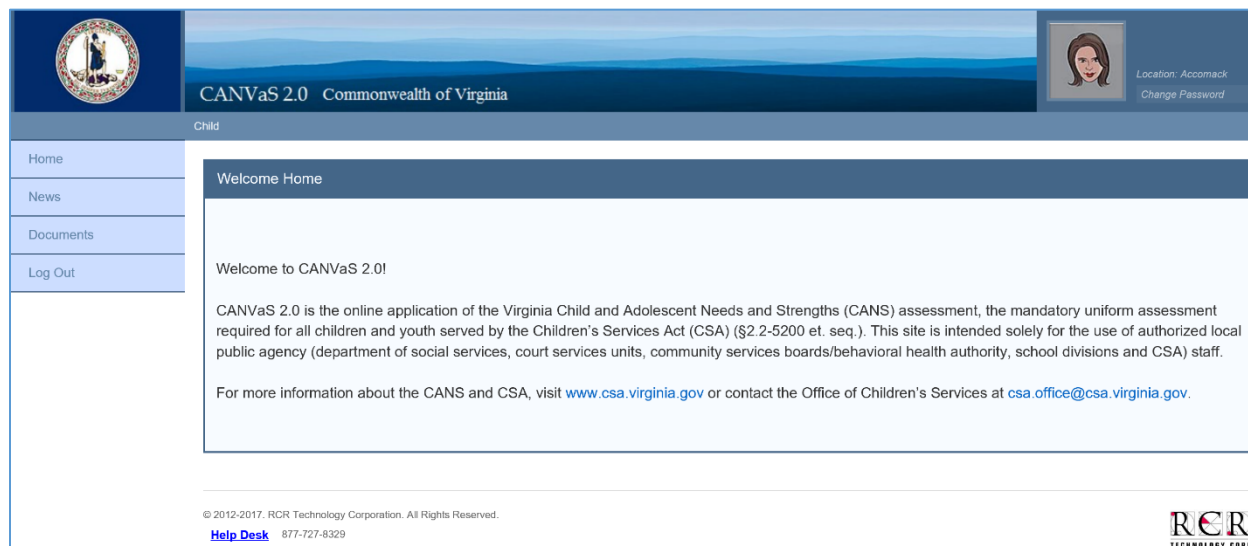 CANVaS 2.0 Commonwealth of Virginia
Location: Accomack
Change Password
Child
Home
News
Documents
Log Out
Welcome Home
Welcome to CANVaS 2.0!
CANVaS 2.0 is the online application of the Virginia Child and Adolescent Needs and Strengths (CANS) assessment, the mandatory uniform assessment
required for all children and youth served by the Children's Services Act (CSA) (§2.2-5200 et. seq.). This site is intended solely for the use of authorized local
public agency (department of social services, court services units, community services boards/behavioral health authority, school divisions and CSA) staff.
For more information about the CANS and CSA, visit www.csa.virginia.gov or contact the Office of Children's Services at csa.office@csa.virginia.gov.
© 2012-2017. RCR Technology Corporation. All Rights Reserved.
Help Desk 877-727-8329
RCR